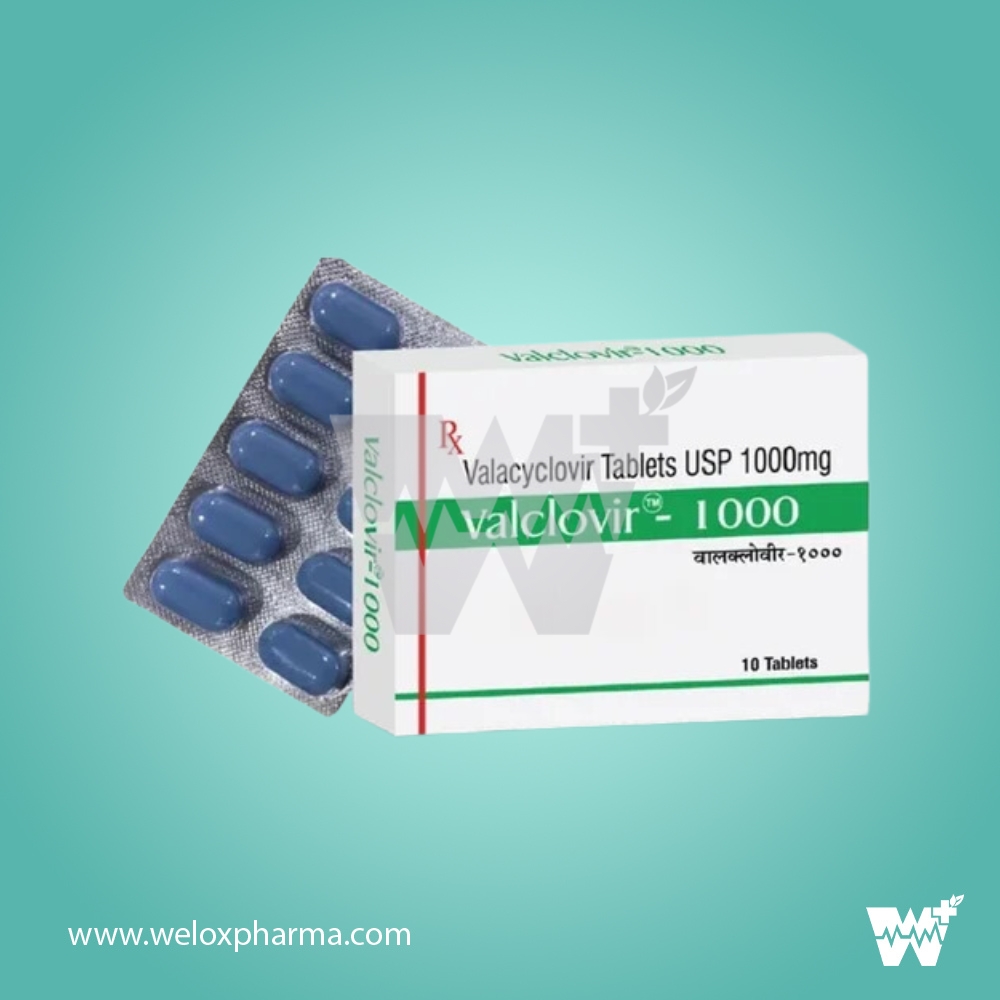 valclovir®-1000
Rx
Valacyclovir Tablets USP 1000mg
valclovir™- 1000
वालक्लोवीर-१०००
valclovir®-1000
10 Tablets
www.weloxpharma.com
W